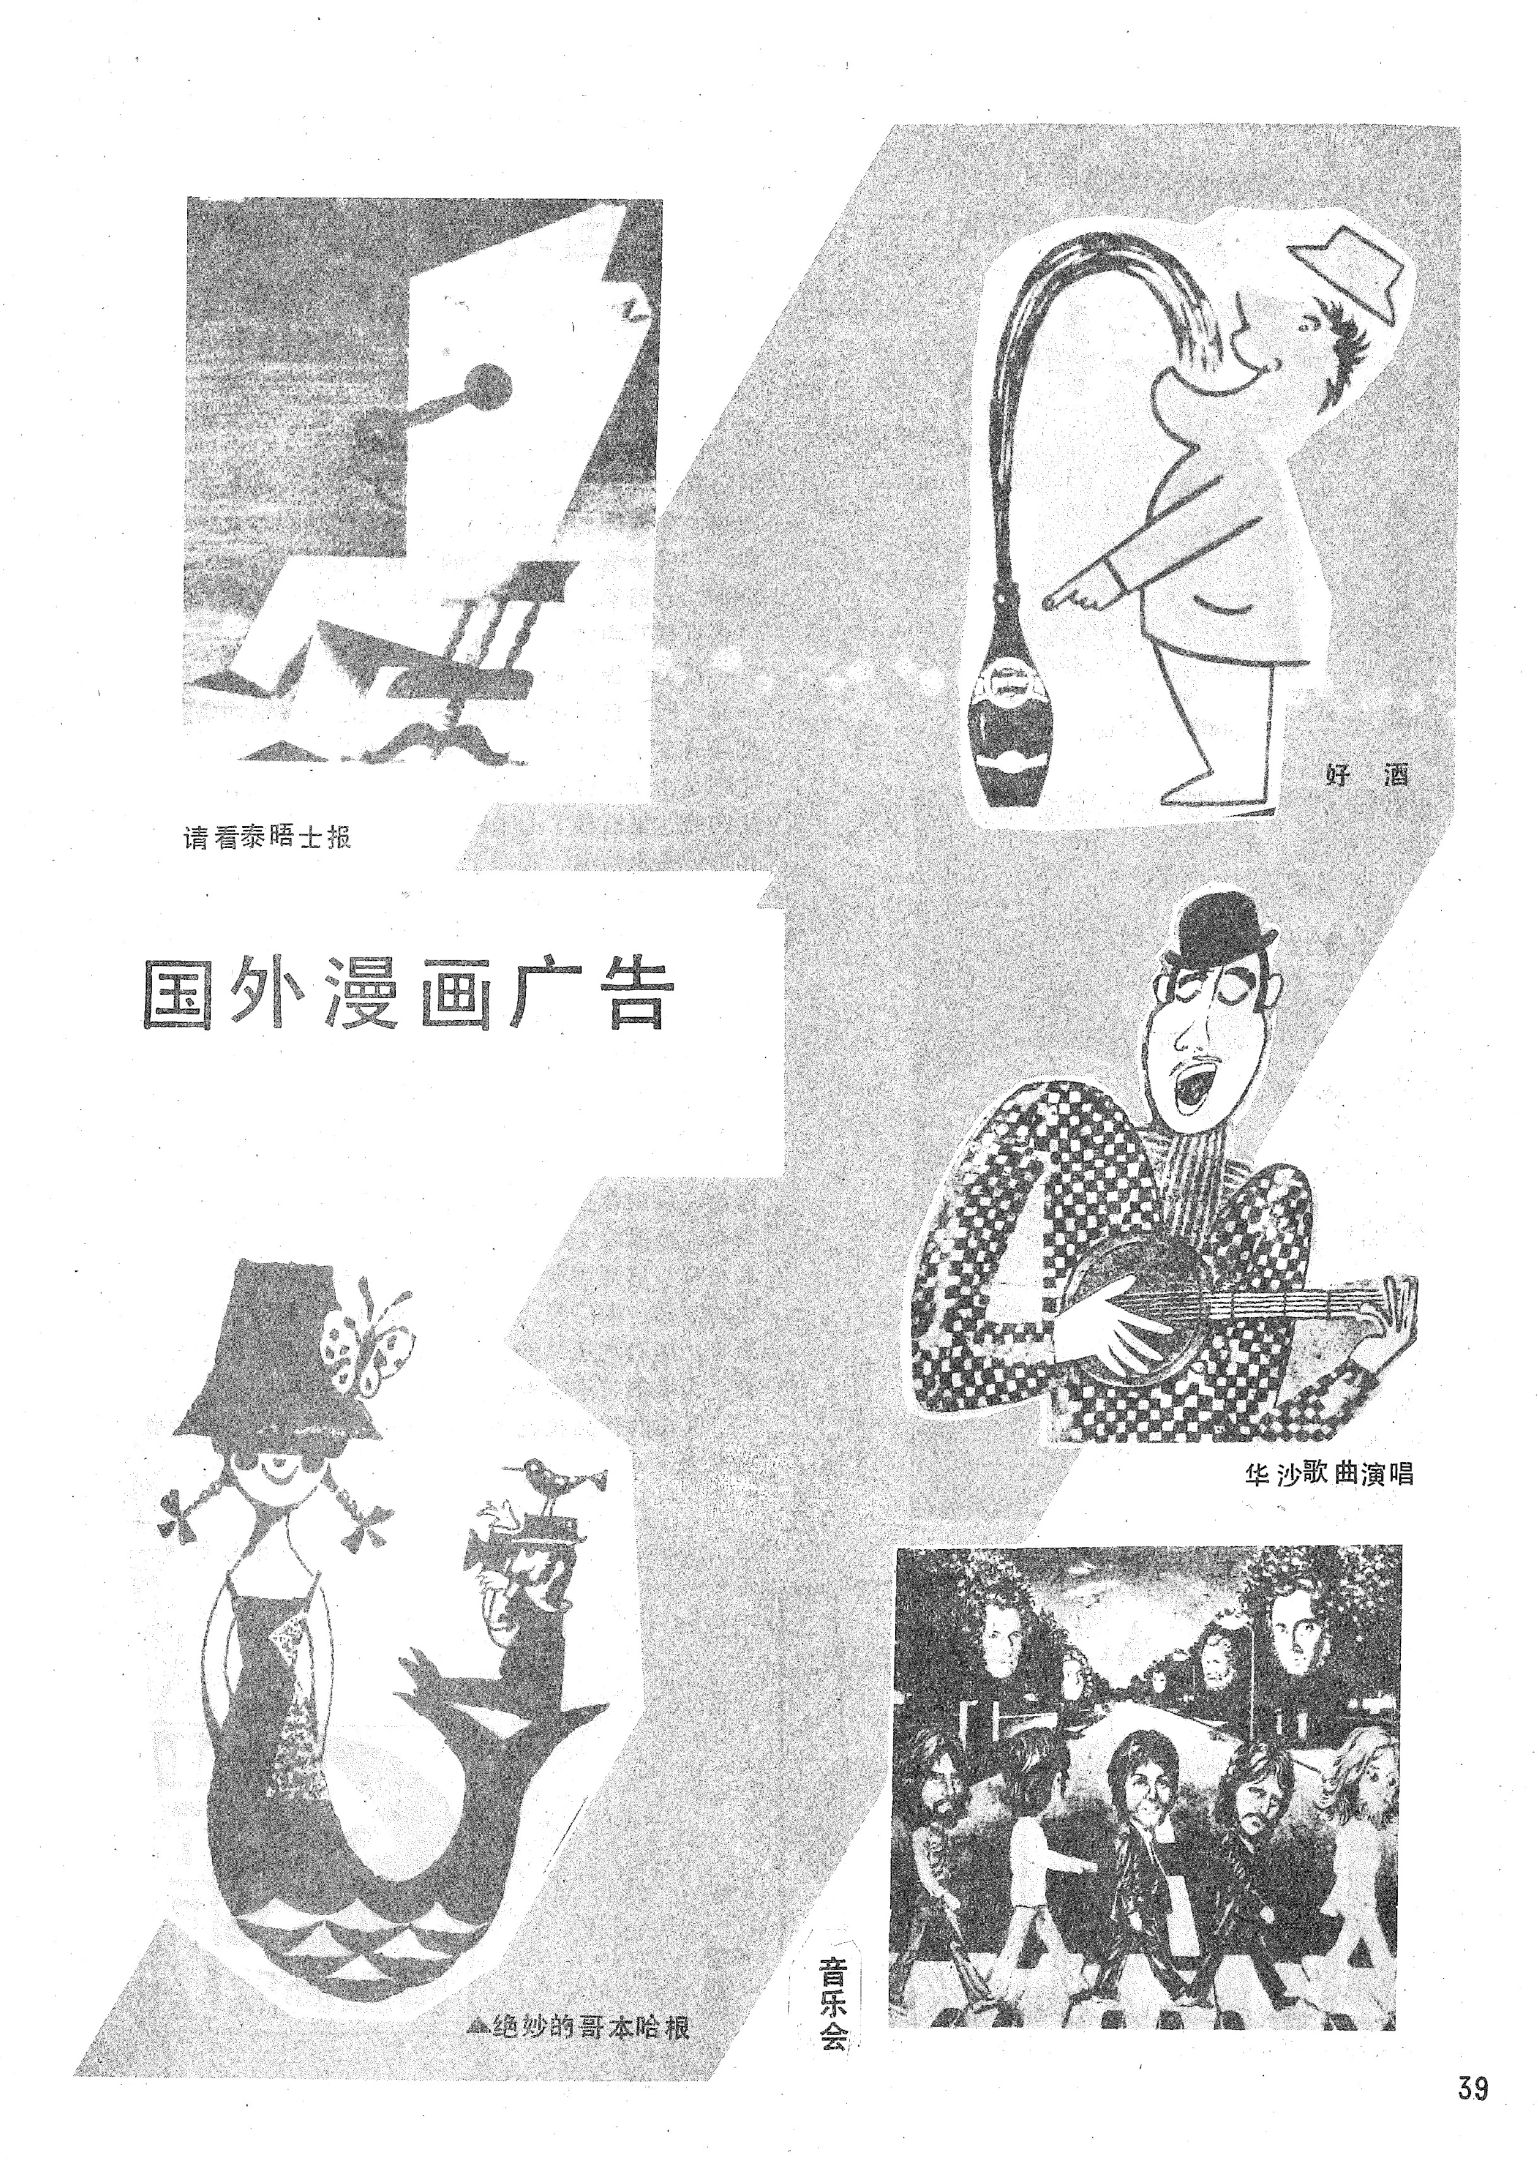 好 酒
请看泰晤士报
国外漫画广告
华沙歌曲演唱
音乐会
▲绝妙的哥本哈根
39